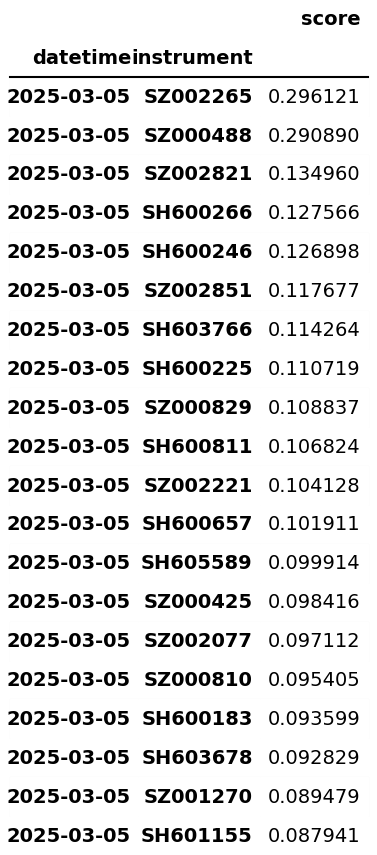 score
datetime instrument
2025-03-05 SZ002265 0.296121
2025-03-05 SZ000488 0.290890
2025-03-05 SZ002821 0.134960
2025-03-05 SH600266 0.127566
2025-03-05 SH600246 0.126898
2025-03-05 SZ002851 0.117677
2025-03-05 SH603766 0.114264
2025-03-05 SH600225 0.110719
2025-03-05 SZ000829 0.108837
2025-03-05 SH600811 0.106824
2025-03-05 SZ002221 0.104128
2025-03-05 SH600657 0.101911
2025-03-05 SH605589 0.099914
2025-03-05 SZ000425 0.098416
2025-03-05 SZ002077 0.097112
2025-03-05 SZ000810 0.095405
2025-03-05 SH600183 0.093599
2025-03-05 SH603678 0.092829
2025-03-05 SZ001270 0.089479
2025-03-05 SH601155 0.087941